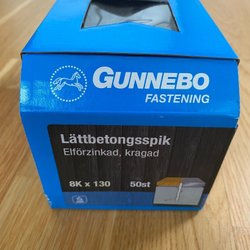 GUNNEBO
FASTENING
Lättbetongsspik
Elförzinkad, kragad
8K x 130 50st